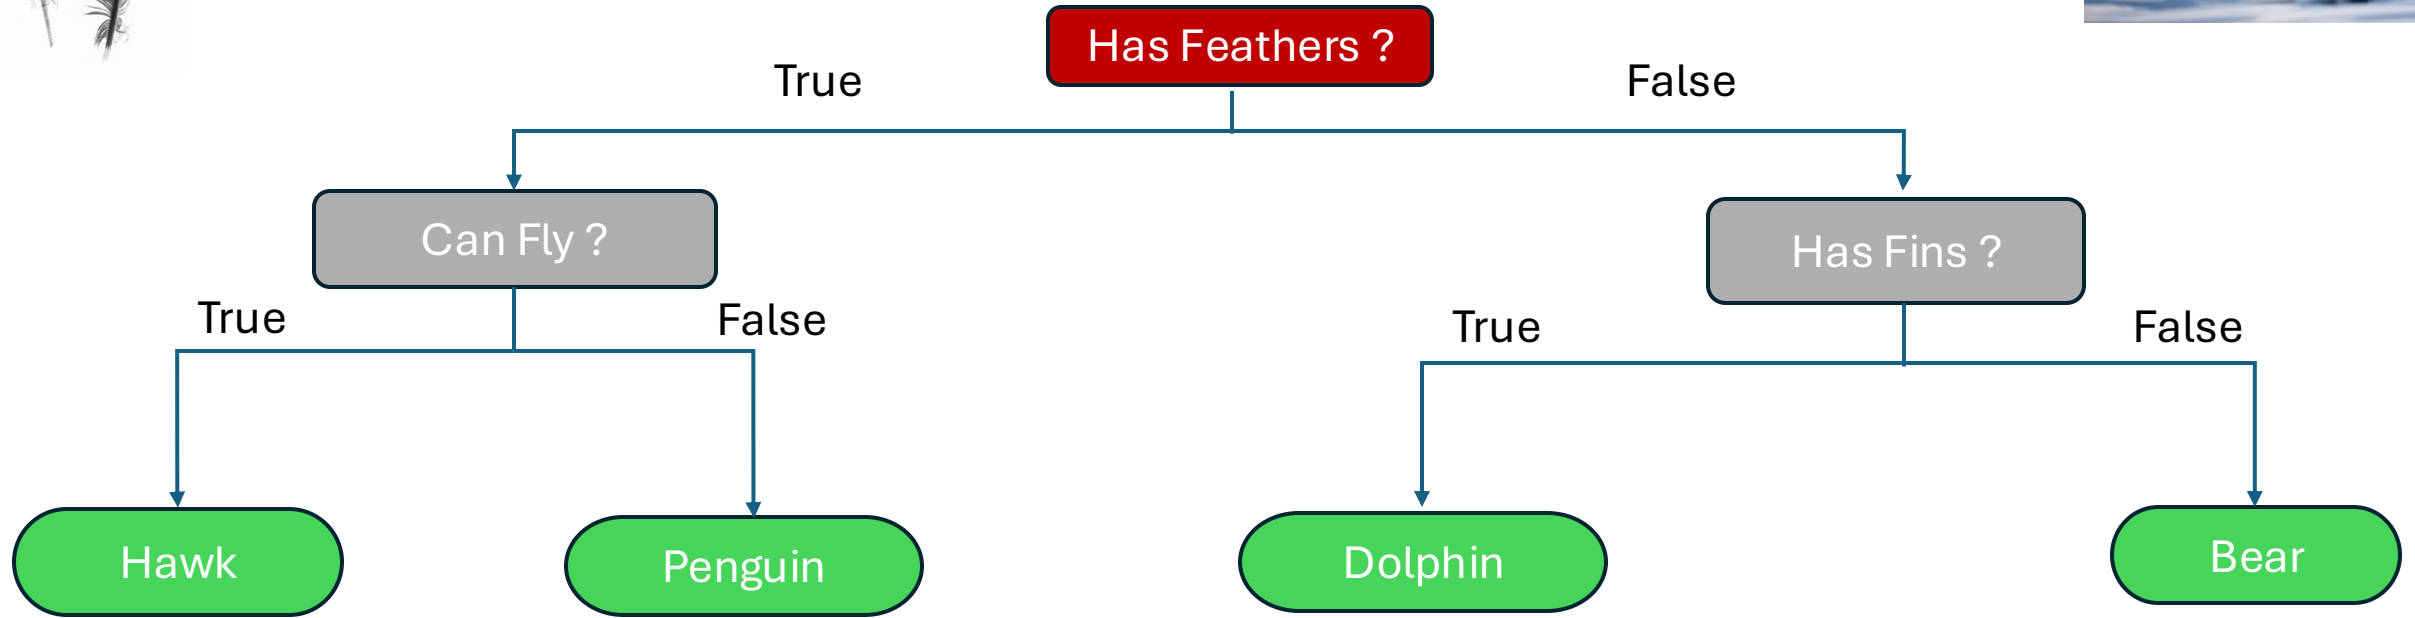 Has Feathers ?
True
False
Can Fly ?
Has Fins ?
True
False
True
False
Hawk
Penguin
Dolphin
Bear